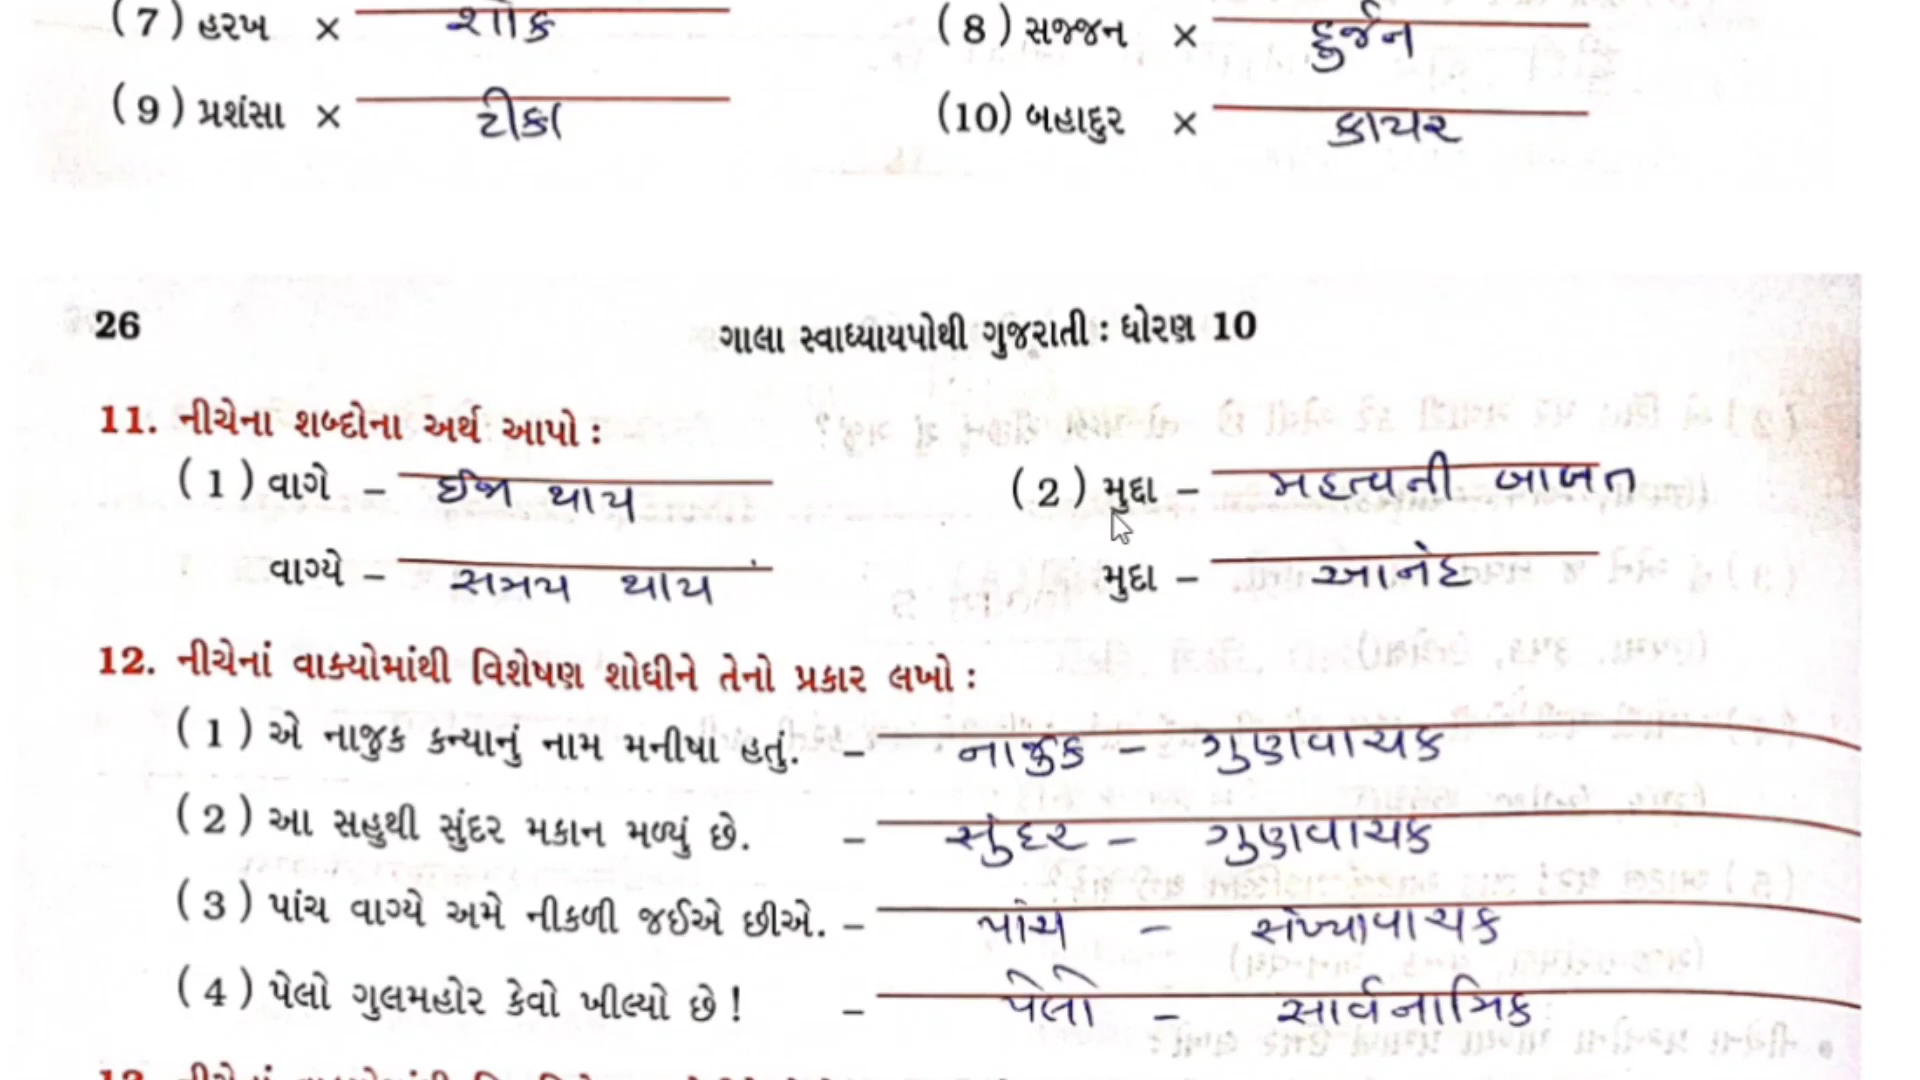 (7) હરખ × શોક (8) સજ્જન × દુર્જન
(9) પ્રશંસા × ટીકા (10) બહાદુર × કાયર
26 ગાલા સ્વાધ્યાયપોથી ગુજરાતી : ધોરણ 10
11. નીચેના શબ્દોના અર્થ આપો :
(1) વાગે – ઈજા થાય (2) મુદ્દા – મહત્વની બાબત
વાગ્યે – સમય થાય મુદ્દા – આનંદ
12. નીચેનાં વાક્યોમાંથી વિશેષણ શોધીને તેનો પ્રકાર લખો :
(1) એ નાજુક કન્યાનું નામ મનીષા હતું. – નાજુક – ગુણવાચક
(2) આ સહુથી સુંદર મકાન મળ્યું છે. – સુંદર – ગુણવાચક
(3) પાંચ વાગ્યે અમે નીકળી જઈએ છીએ. – પાંચ – સંખ્યાવાચક
(4) પેલો ગુલમહોર કેવો ખીલ્યો છે ! – પેલો – સાર્વનામિક